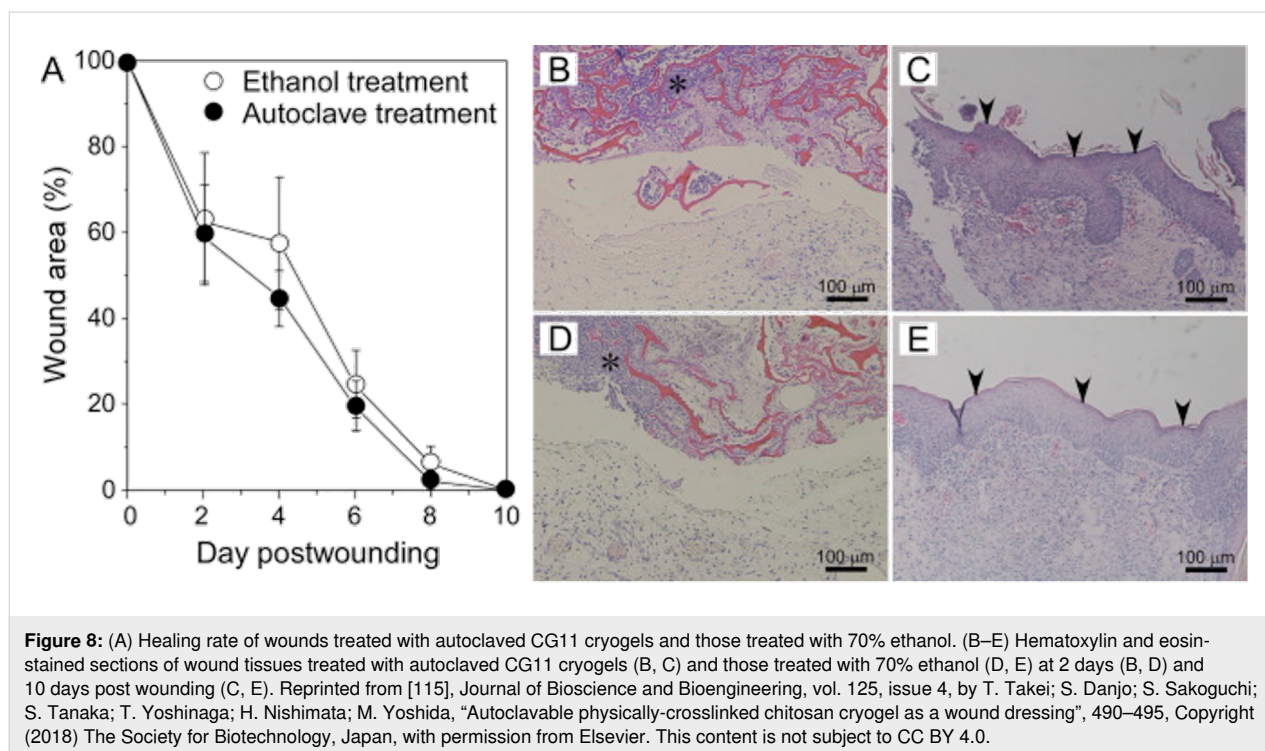 A
100
80
60
40
20
0
Wound area (%)
Ethanol treatment
Autoclave treatment
0 2 4 6 8 10
Day postwounding
B
*
100 µm
C
100 µm
D
*
100 µm
E
100 µm
Figure 8: (A) Healing rate of wounds treated with autoclaved CG11 cryogels and those treated with 70% ethanol. (B–E) Hematoxylin and eosin-
stained sections of wound tissues treated with autoclaved CG11 cryogels (B, C) and those treated with 70% ethanol (D, E) at 2 days (B, D) and
10 days post wounding (C, E). Reprinted from [115], Journal of Bioscience and Bioengineering, vol. 125, issue 4, by T. Takei; S. Danjo; S. Sakoguchi;
S. Tanaka; T. Yoshinaga; H. Nishimata; M. Yoshida, “Autoclavable physically-crosslinked chitosan cryogel as a wound dressing”, 490–495, Copyright
(2018) The Society for Biotechnology, Japan, with permission from Elsevier. This content is not subject to CC BY 4.0.